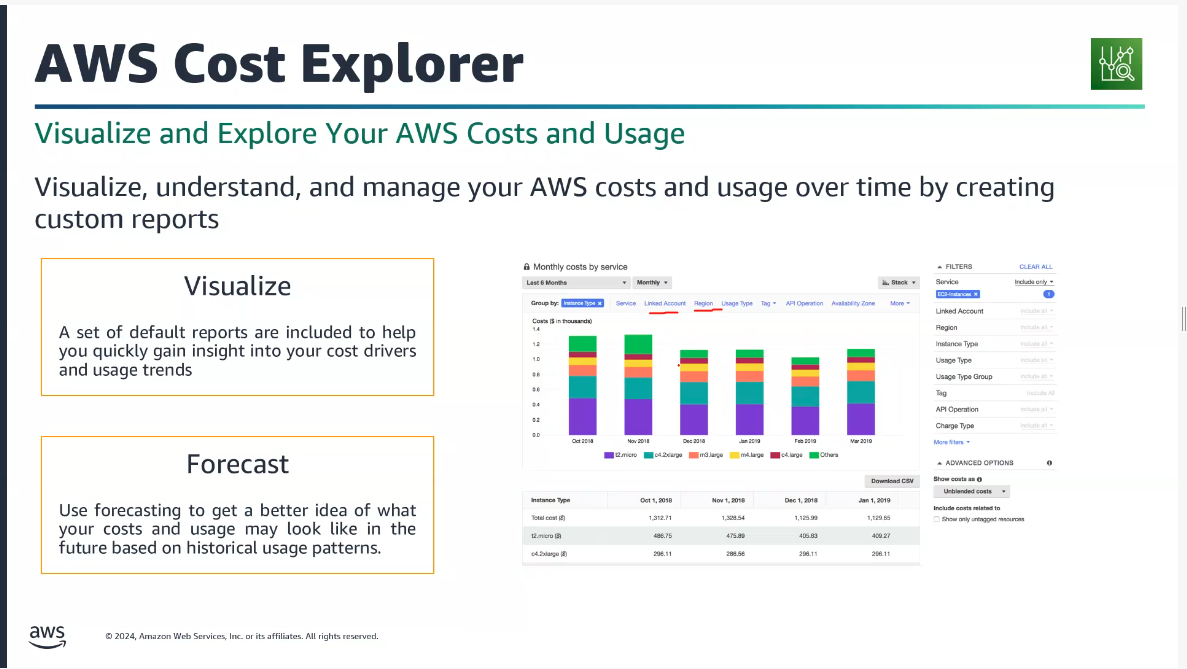 AWS Cost Explorer
Visualize and Explore Your AWS Costs and Usage
Visualize, understand, and manage your AWS costs and usage over time by creating
custom reports
Visualize
A set of default reports are included to help
you quickly gain insight into your cost drivers
and usage trends
Forecast
Use forecasting to get a better idea of what
your costs and usage may look like in the
future based on historical usage patterns.
Monthly costs by service
Last 6 Months Monthly Stack
Group by: Instance Type × Service Linked Account Region Usage Type Tag API Operation Availability Zone More
Costs ($ in thousands)
1.4
1.2
1.0
0.8
0.6
0.4
0.2
0.0
Oct 2018 Nov 2018 Dec 2018 Jan 2019 Feb 2019 Mar 2019
t2.micro c4.2xlarge m3.large m4.large c4.large Others
Download CSV
Instance Type Oct 1, 2018 Nov 1, 2018 Dec 1, 2018 Jan 1, 2019
Total cost ($) 1,312.71 1,328.54 1,125.99 1,129.65
t2.micro ($) 486.75 475.89 405.63 409.27
c4.2xlarge ($) 296.11 286.56 296.11 296.11
FILTERS CLEAR ALL
Service Include only
EC2-Instances × 1
Linked Account Include all
Region Include all
Instance Type Include all
Usage Type Include all
Usage Type Group Include all
Tag Include All
API Operation Include all
Charge Type Include all
More filters
ADVANCED OPTIONS
Show costs as
Unblended costs
Include costs related to
Show only untagged resources
aws
© 2024, Amazon Web Services, Inc. or its affiliates. All rights reserved.